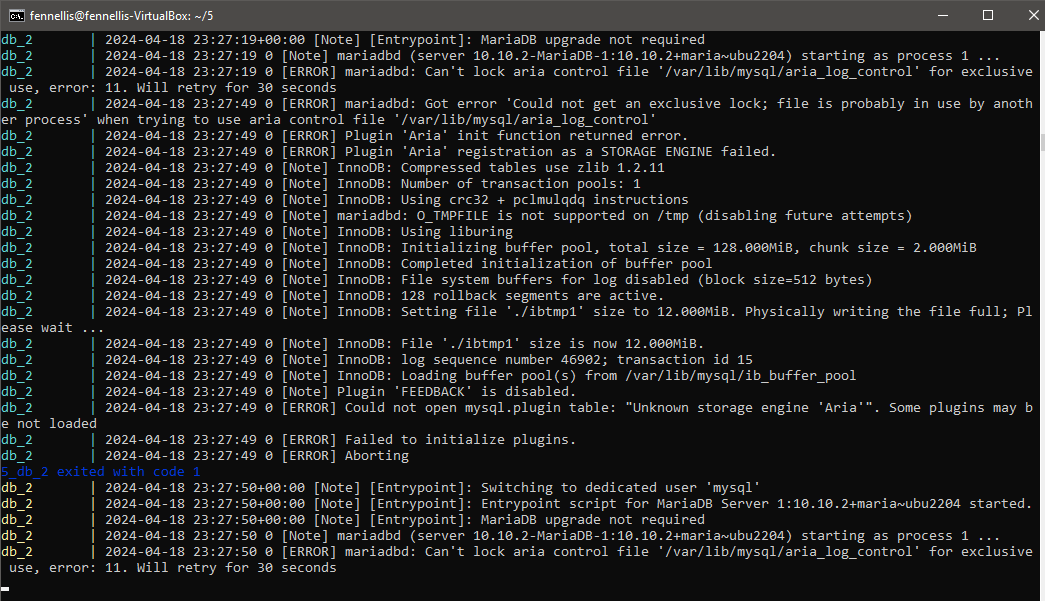 fennellis@fennellis-VirtualBox: ~/5
db_2       | 2024-04-18 23:27:19+00:00 [Note] [Entrypoint]: MariaDB upgrade not required
db_2       | 2024-04-18 23:27:19 0 [Note] mariadbd (server 10.10.2-MariaDB-1:10.10.2+maria~ubu2204) starting as process 1 ...
db_2       | 2024-04-18 23:27:19 0 [ERROR] mariadbd: Can't lock aria control file '/var/lib/mysql/aria_log_control' for exclusive
 use, error: 11. Will retry for 30 seconds
db_2       | 2024-04-18 23:27:49 0 [ERROR] mariadbd: Got error 'Could not get an exclusive lock; file is probably in use by anoth
er process' when trying to use aria control file '/var/lib/mysql/aria_log_control'
db_2       | 2024-04-18 23:27:49 0 [ERROR] Plugin 'Aria' init function returned error.
db_2       | 2024-04-18 23:27:49 0 [ERROR] Plugin 'Aria' registration as a STORAGE ENGINE failed.
db_2       | 2024-04-18 23:27:49 0 [Note] InnoDB: Compressed tables use zlib 1.2.11
db_2       | 2024-04-18 23:27:49 0 [Note] InnoDB: Number of transaction pools: 1
db_2       | 2024-04-18 23:27:49 0 [Note] InnoDB: Using crc32 + pclmulqdq instructions
db_2       | 2024-04-18 23:27:49 0 [Note] mariadbd: O_TMPFILE is not supported on /tmp (disabling future attempts)
db_2       | 2024-04-18 23:27:49 0 [Note] InnoDB: Using liburing
db_2       | 2024-04-18 23:27:49 0 [Note] InnoDB: Initializing buffer pool, total size = 128.000MiB, chunk size = 2.000MiB
db_2       | 2024-04-18 23:27:49 0 [Note] InnoDB: Completed initialization of buffer pool
db_2       | 2024-04-18 23:27:49 0 [Note] InnoDB: File system buffers for log disabled (block size=512 bytes)
db_2       | 2024-04-18 23:27:49 0 [Note] InnoDB: 128 rollback segments are active.
db_2       | 2024-04-18 23:27:49 0 [Note] InnoDB: Setting file './ibtmp1' size to 12.000MiB. Physically writing the file full; Pl
ease wait ...
db_2       | 2024-04-18 23:27:49 0 [Note] InnoDB: File './ibtmp1' size is now 12.000MiB.
db_2       | 2024-04-18 23:27:49 0 [Note] InnoDB: log sequence number 46902; transaction id 15
db_2       | 2024-04-18 23:27:49 0 [Note] InnoDB: Loading buffer pool(s) from /var/lib/mysql/ib_buffer_pool
db_2       | 2024-04-18 23:27:49 0 [Note] Plugin 'FEEDBACK' is disabled.
db_2       | 2024-04-18 23:27:49 0 [ERROR] Could not open mysql.plugin table: "Unknown storage engine 'Aria'". Some plugins may b
e not loaded
db_2       | 2024-04-18 23:27:49 0 [ERROR] Failed to initialize plugins.
db_2       | 2024-04-18 23:27:49 0 [ERROR] Aborting
5_db_2 exited with code 1
db_2       | 2024-04-18 23:27:50+00:00 [Note] [Entrypoint]: Switching to dedicated user 'mysql'
db_2       | 2024-04-18 23:27:50+00:00 [Note] [Entrypoint]: Entrypoint script for MariaDB Server 1:10.10.2+maria~ubu2204 started.
db_2       | 2024-04-18 23:27:50+00:00 [Note] [Entrypoint]: MariaDB upgrade not required
db_2       | 2024-04-18 23:27:50 0 [Note] mariadbd (server 10.10.2-MariaDB-1:10.10.2+maria~ubu2204) starting as process 1 ...
db_2       | 2024-04-18 23:27:50 0 [ERROR] mariadbd: Can't lock aria control file '/var/lib/mysql/aria_log_control' for exclusive
 use, error: 11. Will retry for 30 seconds